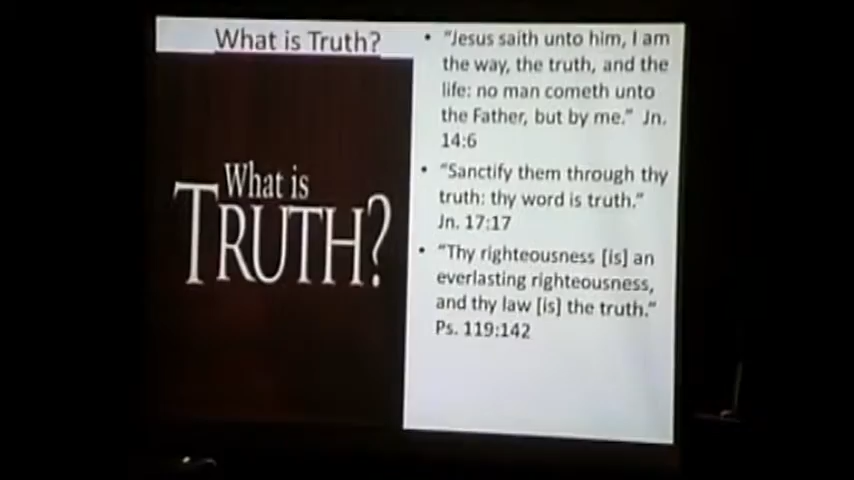 What is Truth?
What is
TRUTH?
• "Jesus saith unto him, I am
the way, the truth, and the
life: no man cometh unto
the Father, but by me." Jn.
14:6
• "Sanctify them through thy
truth: thy word is truth."
Jn. 17:17
• "Thy righteousness [is] an
everlasting righteousness,
and thy law [is] the truth."
Ps. 119:142